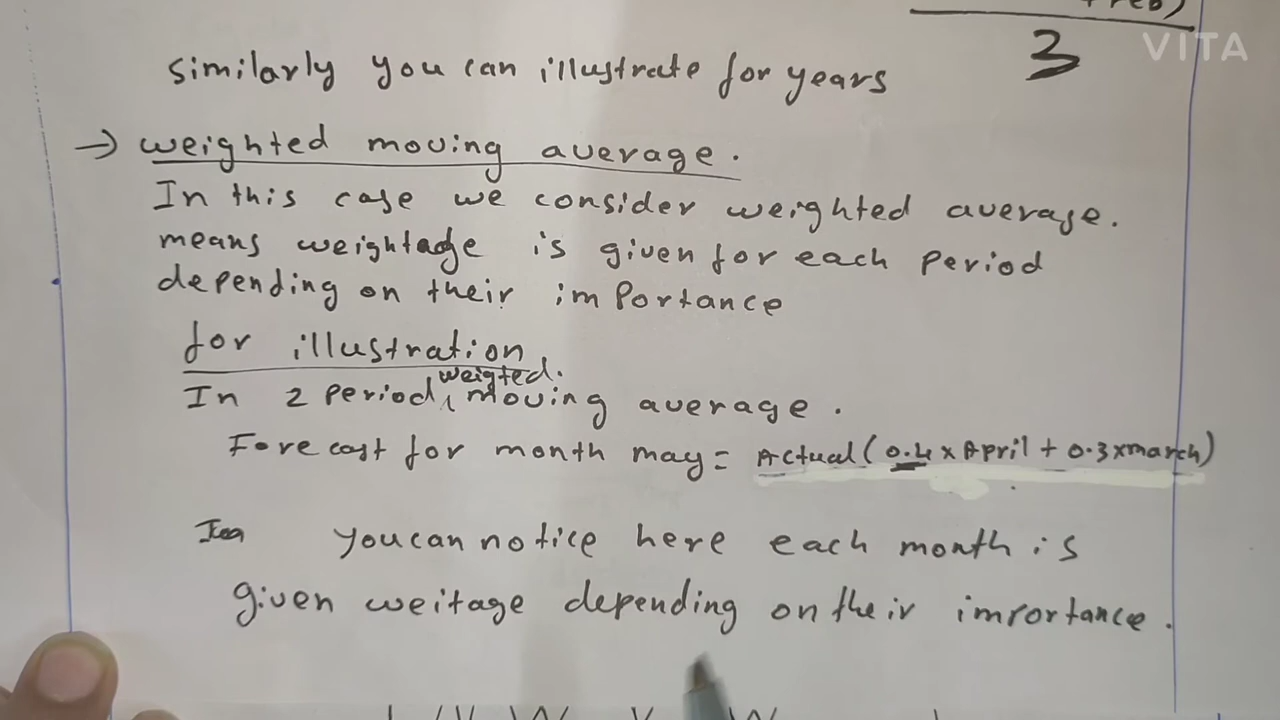 3
VITA
similarly you can illustrate for years
→ weighted moving average.
In this case we consider weighted average.
means weightage is given for each period
depending on their importance
for illustration
weigted.
In 2 period, moving average.
Forecast for month may = Actual (0.4 x April + 0.3 x march)
you can notice here each month is
given weitage depending on their imrortance.